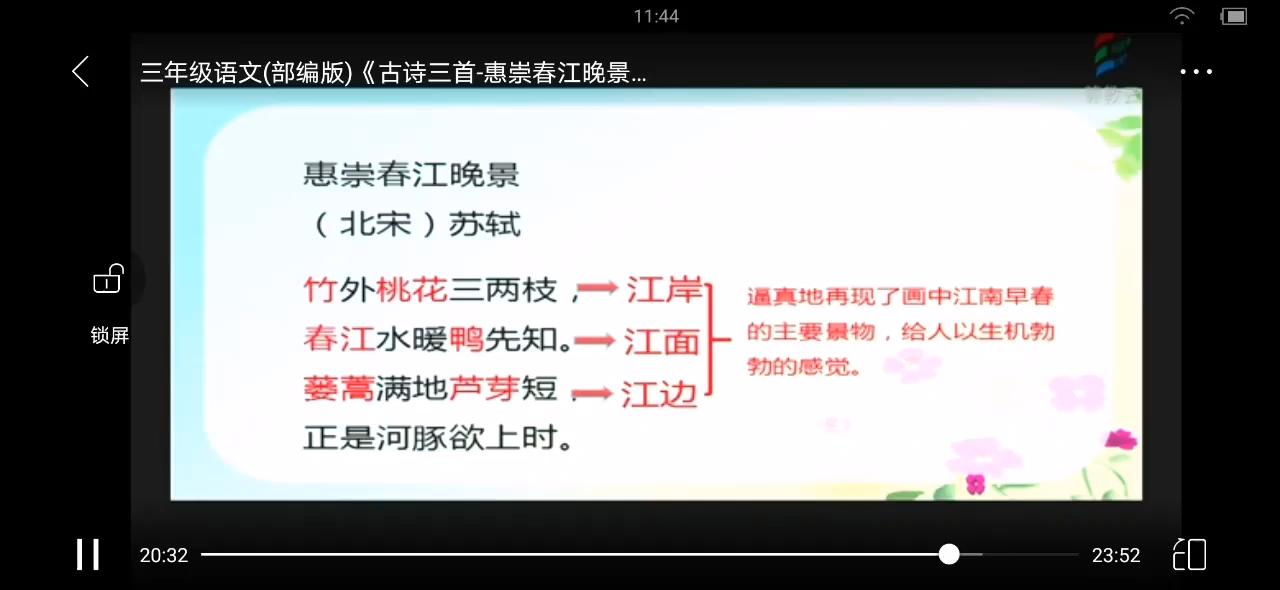 11:44
三年级语文(部编版)《古诗三首-惠崇春江晚景...
惠崇春江晚景
（北宋）苏轼
竹外桃花三两枝，
江岸
春江水暖鸭先知。
江面
蒌蒿满地芦芽短，
江边
正是河豚欲上时。
逼真地再现了画中江南早春
的主要景物，给人以生机勃
勃的感觉。
锁屏
20:32
23:52